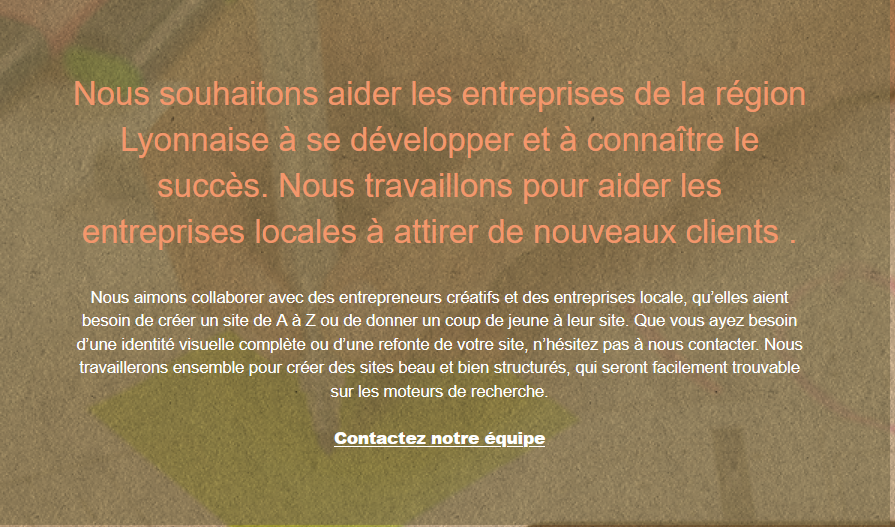 Nous souhaitons aider les entreprises de la région
Lyonnaise à se développer et à connaître le
succès. Nous travaillons pour aider les
entreprises locales à attirer de nouveaux clients .
Nous aimons collaborer avec des entrepreneurs créatifs et des entreprises locale, qu’elles aient
besoin de créer un site de A à Z ou de donner un coup de jeune à leur site. Que vous ayez besoin
d’une identité visuelle complète ou d’une refonte de votre site, n’hésitez pas à nous contacter. Nous
travaillerons ensemble pour créer des sites beau et bien structurés, qui seront facilement trouvable
sur les moteurs de recherche.
Contactez notre équipe